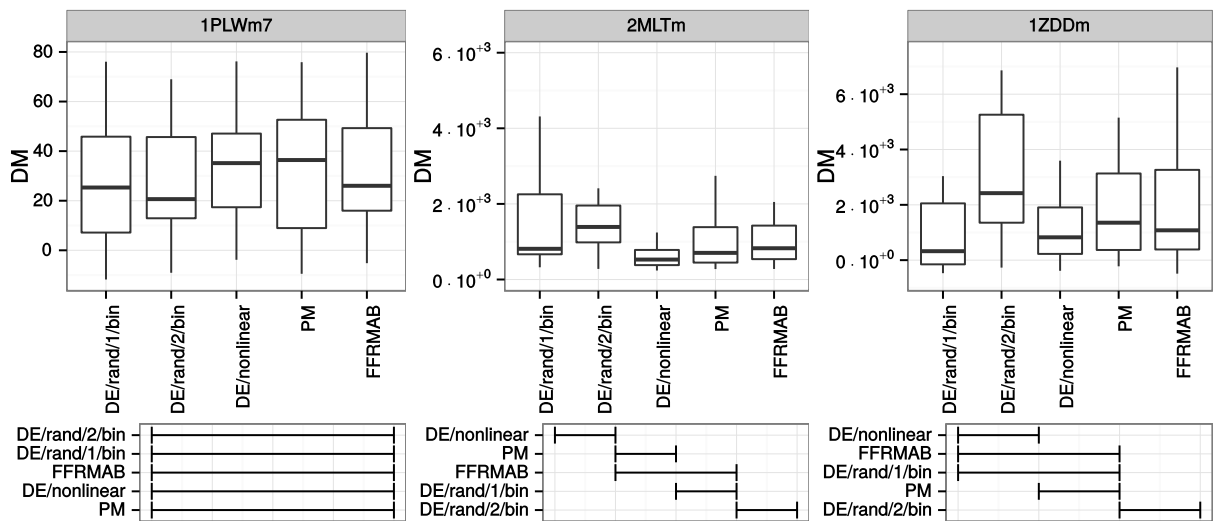 1PLWm7
DM
80
60
40
20
0
DE/rand/1/bin
DE/rand/2/bin
DE/nonlinear
PM
FFRMAB
DE/rand/2/bin
DE/rand/1/bin
FFRMAB
DE/nonlinear
PM
2MLTm
DM
6 · 10⁺³
4 · 10⁺³
2 · 10⁺³
0 · 10⁺⁰
DE/rand/1/bin
DE/rand/2/bin
DE/nonlinear
PM
FFRMAB
DE/nonlinear
PM
FFRMAB
DE/rand/1/bin
DE/rand/2/bin
1ZDDm
DM
6 · 10⁺³
4 · 10⁺³
2 · 10⁺³
0 · 10⁺⁰
DE/rand/1/bin
DE/rand/2/bin
DE/nonlinear
PM
FFRMAB
DE/nonlinear
FFRMAB
DE/rand/1/bin
PM
DE/rand/2/bin